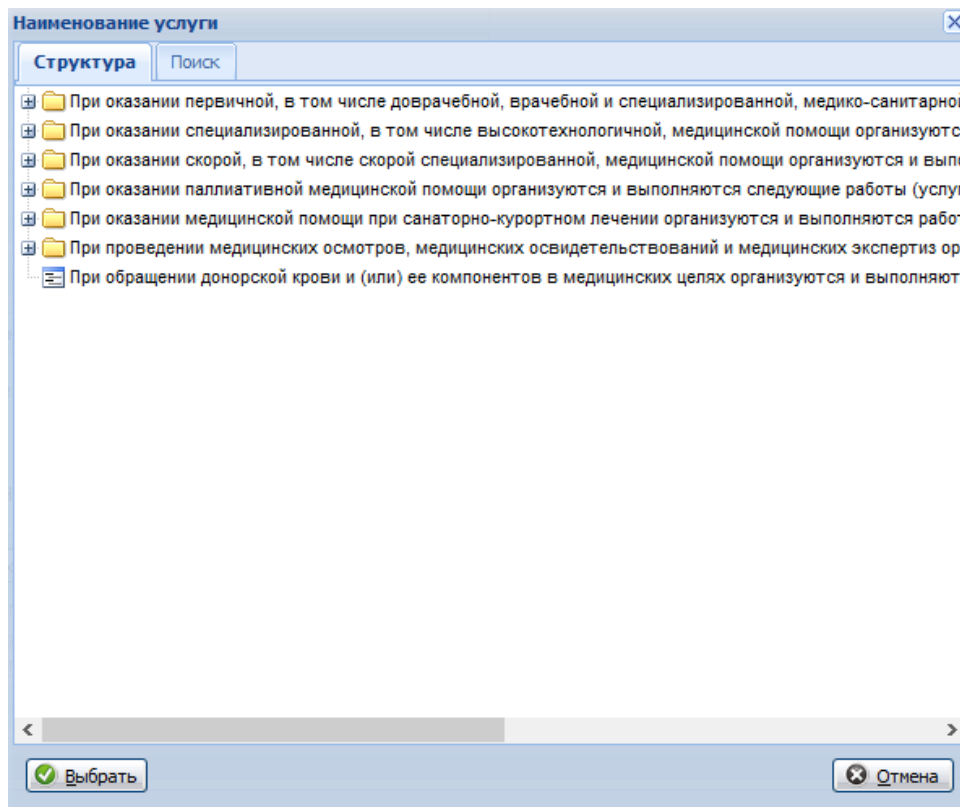 Наименование услуги
Структура Поиск
При оказании первичной, в том числе доврачебной, врачебной и специализированной, медико-санитарной
При оказании специализированной, в том числе высокотехнологичной, медицинской помощи организуютс
При оказании скорой, в том числе скорой специализированной, медицинской помощи организуются и вып
При оказании паллиативной медицинской помощи организуются и выполняются следующие работы (услу
При оказании медицинской помощи при санаторно-курортном лечении организуются и выполняются рабо
При проведении медицинских осмотров, медицинских освидетельствований и медицинских экспертиз ор
При обращении донорской крови и (или) ее компонентов в медицинских целях организуются и выполняют
Выбрать Отмена